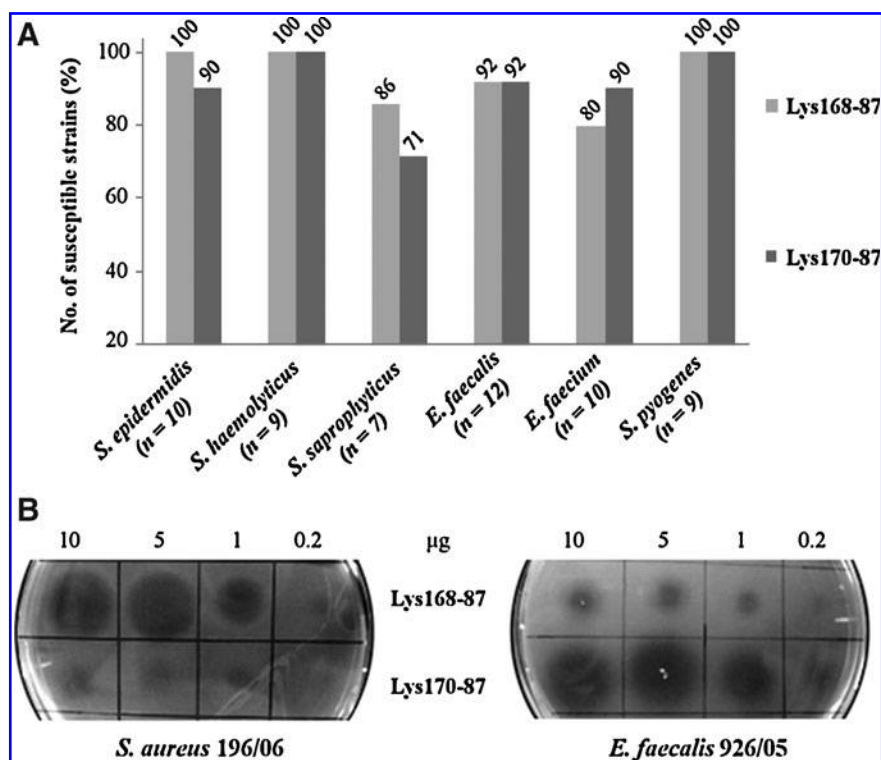 A
No. of susceptible strains (%)
100
80
60
40
20
100
90
100
100
86
71
92
92
80
90
100
100
S. epidermidis
(n = 10)
S. haemolyticus
(n = 9)
S. saprophyticus
(n = 7)
E. faecalis
(n = 12)
E. faecium
(n = 10)
S. pyogenes
(n = 9)
Lys168-87
Lys170-87
B
10 5 1 0.2 µg 10 5 1 0.2
Lys168-87
Lys170-87
S. aureus 196/06
E. faecalis 926/05